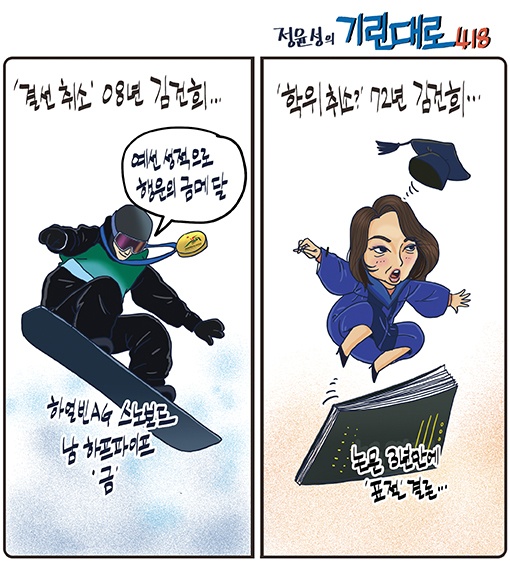 정윤성의 기린대로 418
'결선 취소' 08년 김건희...
예선 성적으로
행운의 금메달
하얼빈AG 스노보드
남 하프파이프
'금'
'학위 취소?' 72년 김건희...
논문 3년만에
'표절' 결론...